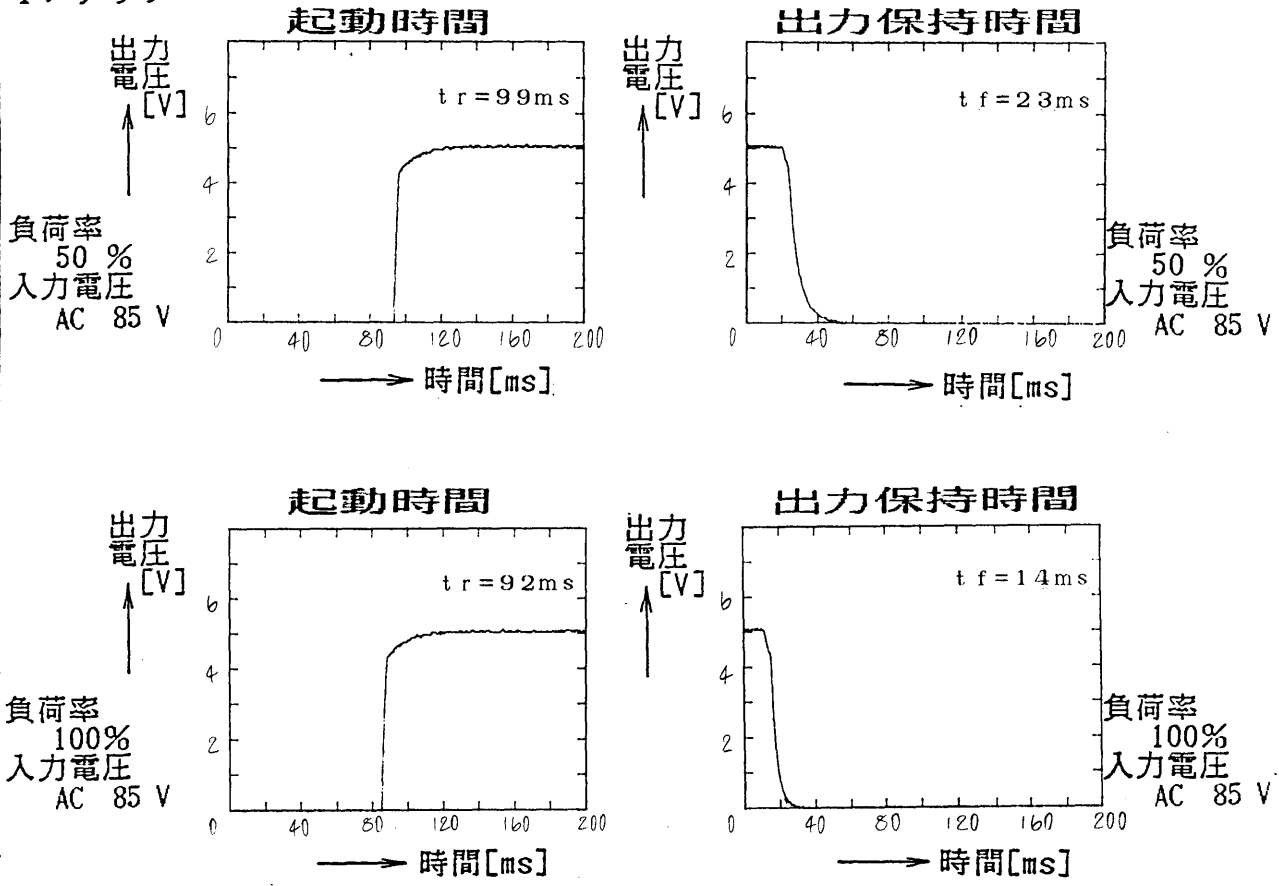 起動時間
出力
電圧
[V]
tr=99ms
6
4
2
0 40 80 120 160 200
時間[ms]
負荷率
50 %
入力電圧
AC 85 V
出力保持時間
出力
電圧
[V]
tf=23ms
6
4
2
0 40 80 120 160 200
時間[ms]
負荷率
50 %
入力電圧
AC 85 V
起動時間
出力
電圧
[V]
tr=92ms
6
4
2
0 40 80 120 160 200
時間[ms]
負荷率
100%
入力電圧
AC 85 V
出力保持時間
出力
電圧
[V]
tf=14ms
6
4
2
0 40 80 120 160 200
時間[ms]
負荷率
100%
入力電圧
AC 85 V